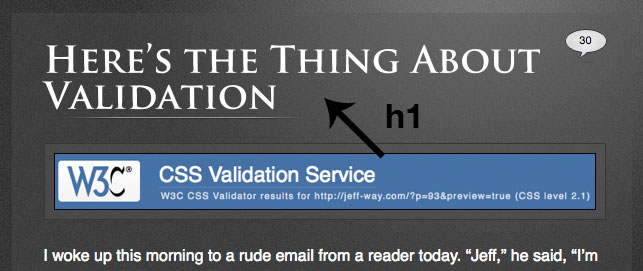 Here's the Thing About
Validation
30
h1
W3C®
CSS Validation Service
W3C CSS Validator results for http://jeff-way.com/?p=93&preview=true (CSS level 2.1)
I woke up this morning to a rude email from a reader today. “Jeff,” he said, “I’m